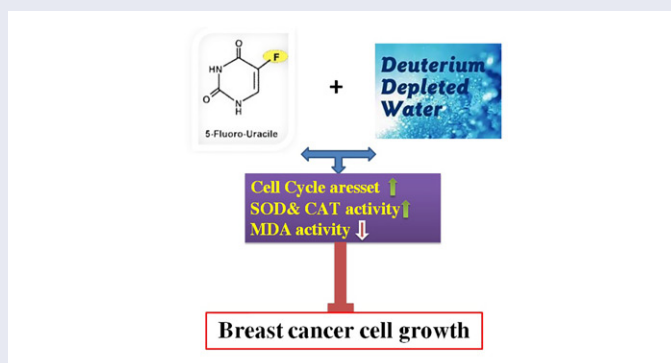 O
F
HN
O
N
H
5-Fluoro-Uracile
+
Deuterium
Depleted
Water
Cell Cycle aresset
SOD& CAT activity
MDA activity
Breast cancer cell growth